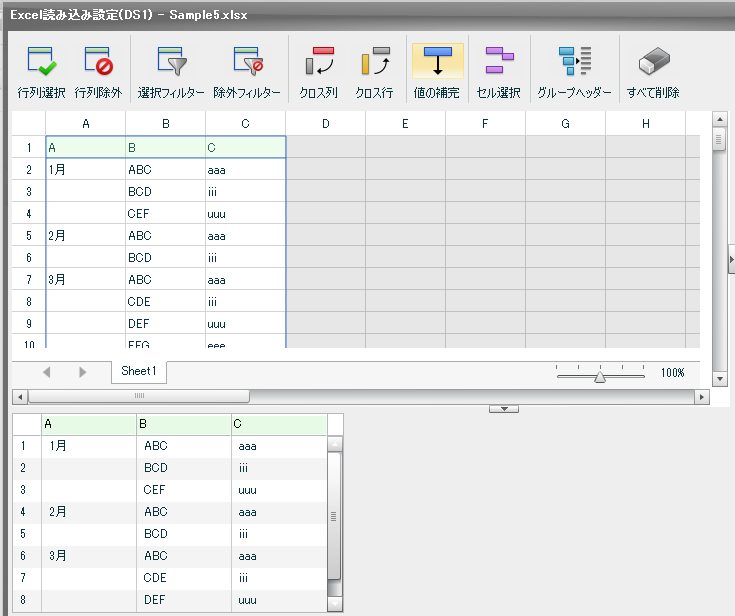 Excel読み込み設定(DS1) - Sample5.xlsx
行列選択 行列除外 選択フィルター 除外フィルター クロス列 クロス行 値の補完 セル選択 グループヘッダー すべて削除
A B C D E F G H
1 A B C
2 1月 ABC aaa
3 BCD iii
4 CEF uuu
5 2月 ABC aaa
6 BCD iii
7 3月 ABC aaa
8 CDE iii
9 DEF uuu
10 EFG eee
Sheet1 100%
A B C
1 1月 ABC aaa
2 BCD iii
3 CEF uuu
4 2月 ABC aaa
5 BCD iii
6 3月 ABC aaa
7 CDE iii
8 DEF uuu